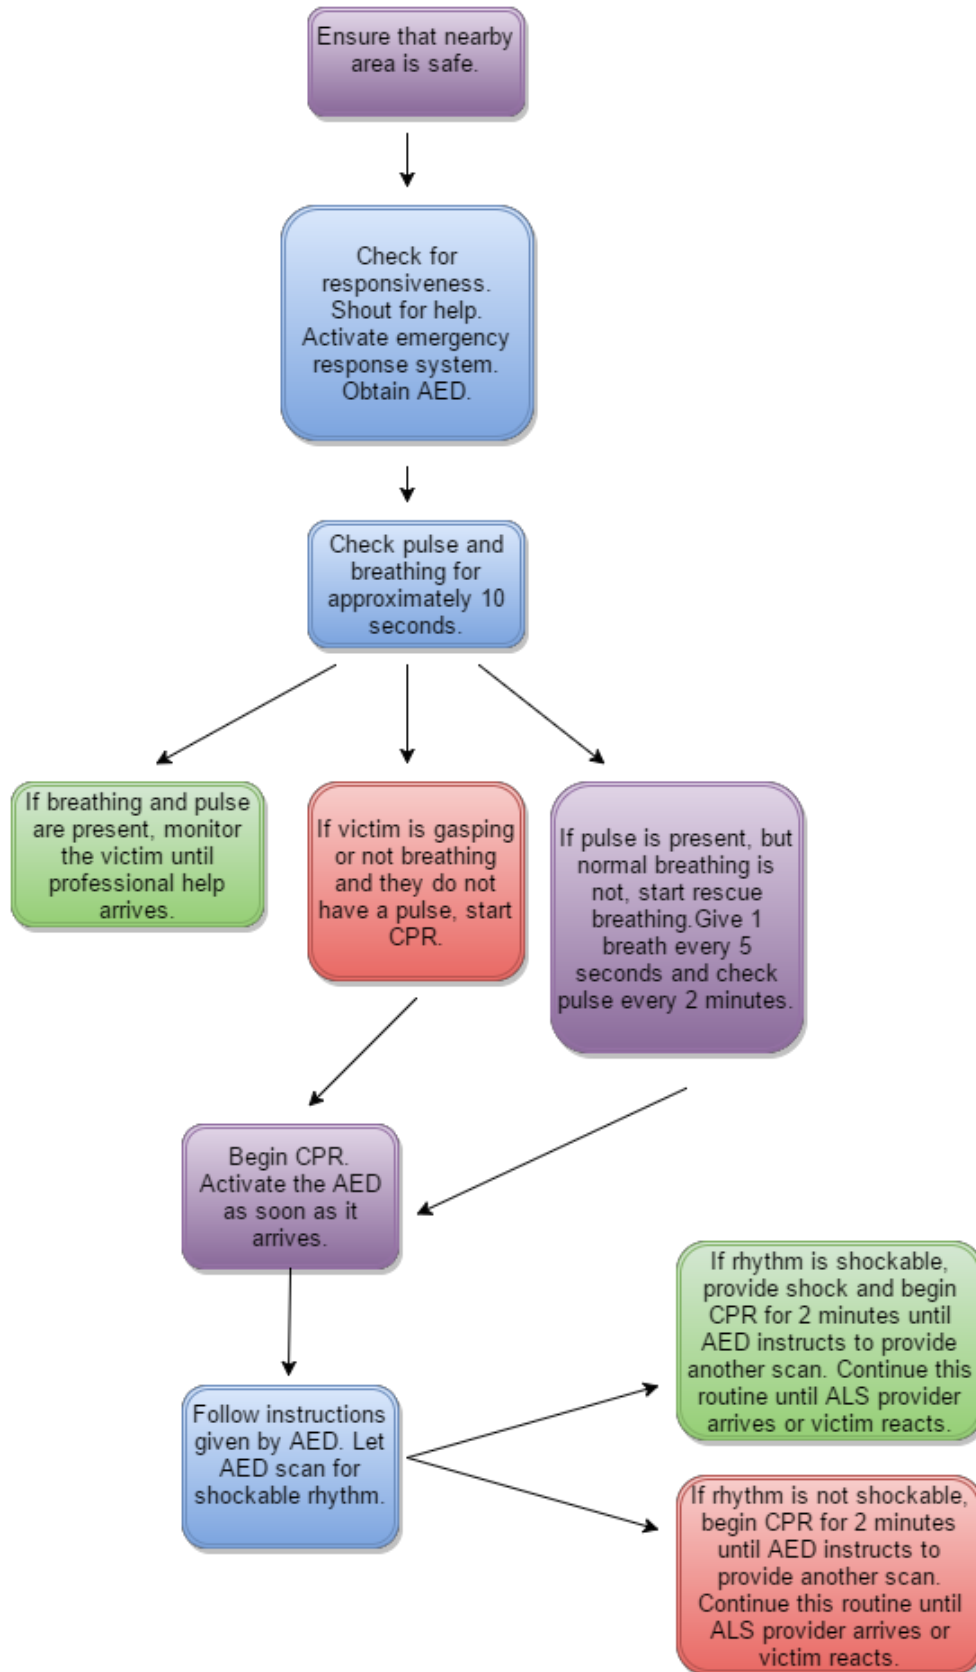 Ensure that nearby
area is safe.
Check for
responsiveness.
Shout for help.
Activate emergency
response system.
Obtain AED.
Check pulse and
breathing for
approximately 10
seconds.
If breathing and pulse
are present, monitor
the victim until
professional help
arrives.
If victim is gasping
or not breathing
and they do not
have a pulse, start
CPR.
If pulse is present, but
normal breathing is
not, start rescue
breathing.Give 1
breath every 5
seconds and check
pulse every 2 minutes.
Begin CPR.
Activate the AED
as soon as it
arrives.
Follow instructions
given by AED. Let
AED scan for
shockable rhythm.
If rhythm is shockable,
provide shock and begin
CPR for 2 minutes until
AED instructs to provide
another scan. Continue this
routine until ALS provider
arrives or victim reacts.
If rhythm is not shockable,
begin CPR for 2 minutes
until AED instructs to
provide another scan.
Continue this routine until
ALS provider arrives or
victim reacts.